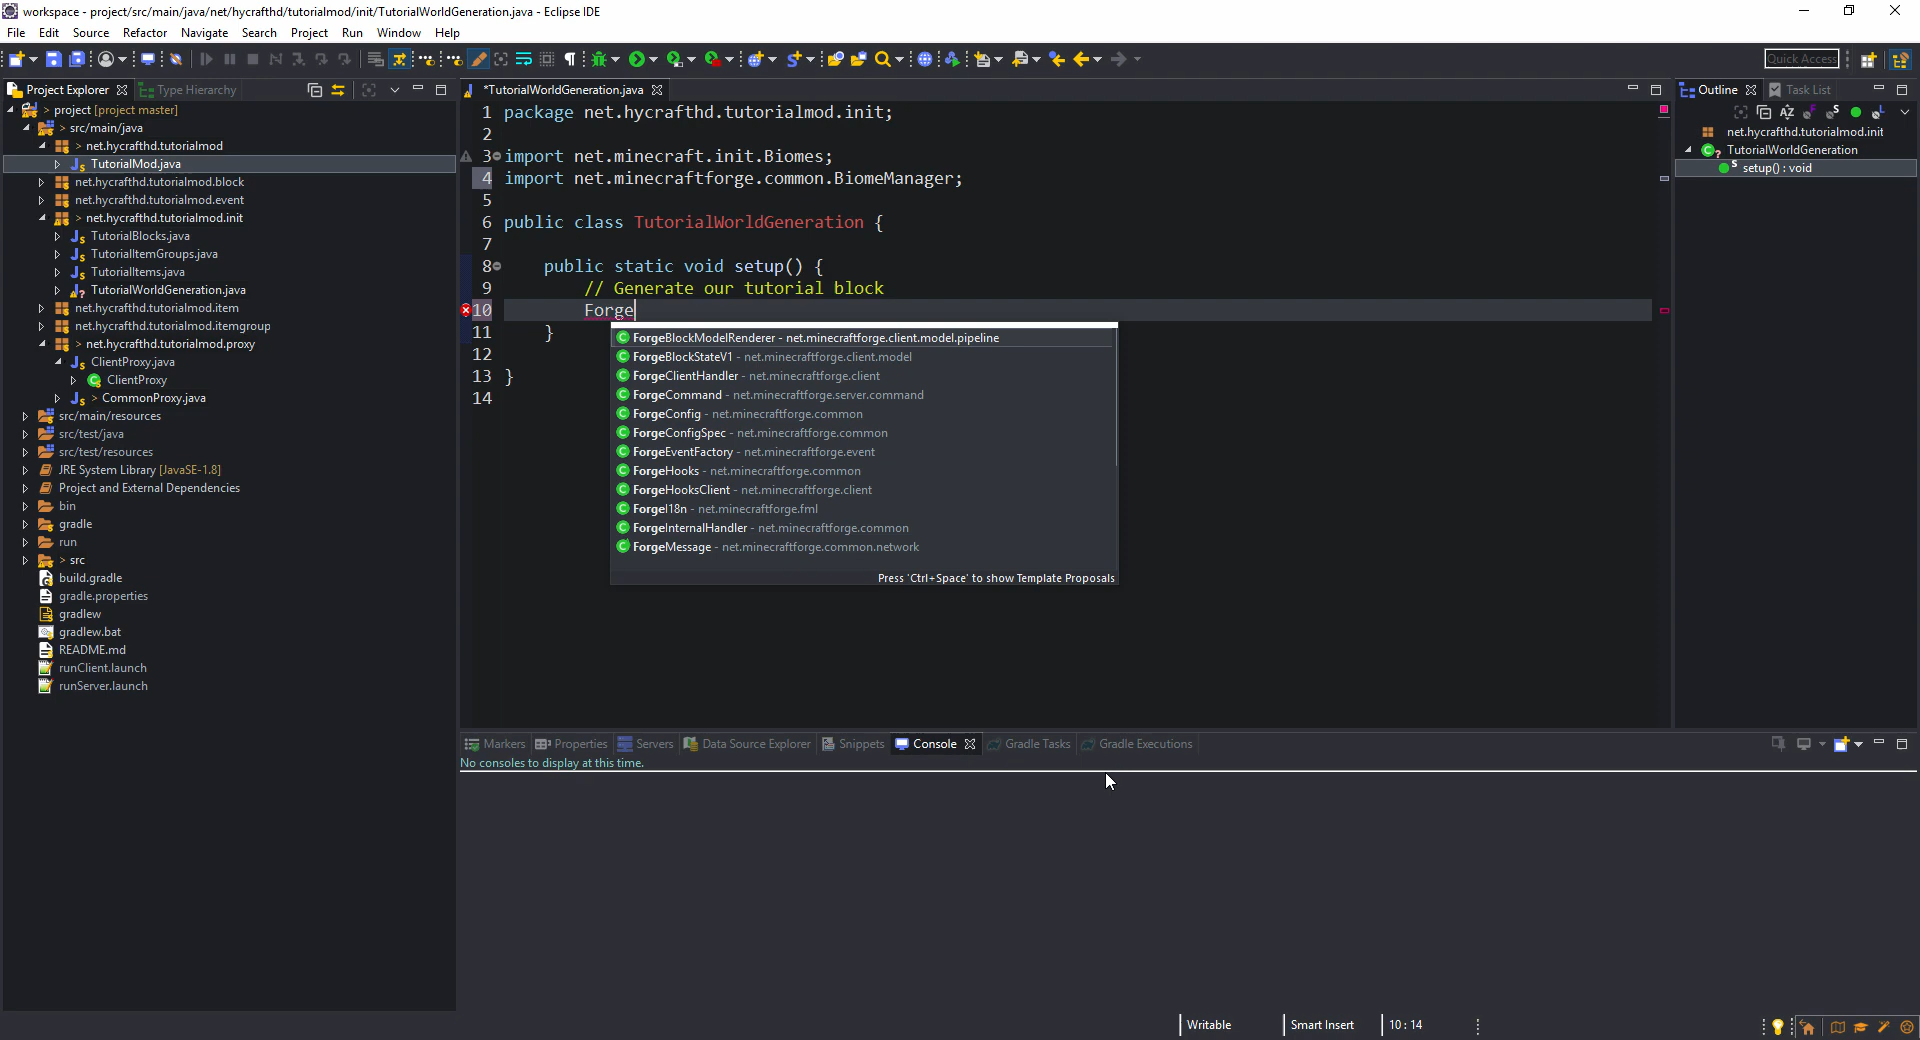 workspace - project/src/main/java/net/hycrafthd/tutorialmod/init/TutorialWorldGeneration.java - Eclipse IDE
File Edit Source Refactor Navigate Search Project Run Window Help
Quick Access
Project Explorer
Type Hierarchy
> project [project master]
> src/main/java
> net.hycrafthd.tutorialmod
TutorialMod.java
net.hycrafthd.tutorialmod.block
net.hycrafthd.tutorialmod.event
> net.hycrafthd.tutorialmod.init
TutorialBlocks.java
TutorialItemGroups.java
TutorialItems.java
TutorialWorldGeneration.java
net.hycrafthd.tutorialmod.item
net.hycrafthd.tutorialmod.itemgroup
> net.hycrafthd.tutorialmod.proxy
ClientProxy.java
ClientProxy
> CommonProxy.java
src/main/resources
src/test/java
src/test/resources
JRE System Library [JavaSE-1.8]
Project and External Dependencies
bin
gradle
run
> src
build.gradle
gradle.properties
gradlew
gradlew.bat
README.md
runClient.launch
runServer.launch
*TutorialWorldGeneration.java
1 package net.hycrafthd.tutorialmod.init;
2
3 import net.minecraft.init.Biomes;
4 import net.minecraftforge.common.BiomeManager;
5
6 public class TutorialWorldGeneration {
7
8 public static void setup() {
9 // Generate our tutorial block
10 Forge
11 }
12
13 }
14
ForgeBlockModelRenderer - net.minecraftforge.client.model.pipeline
ForgeBlockStateV1 - net.minecraftforge.client.model
ForgeClientHandler - net.minecraftforge.client
ForgeCommand - net.minecraftforge.server.command
ForgeConfig - net.minecraftforge.common
ForgeConfigSpec - net.minecraftforge.common
ForgeEventFactory - net.minecraftforge.event
ForgeHooks - net.minecraftforge.common
ForgeHooksClient - net.minecraftforge.client
ForgeI18n - net.minecraftforge.fml
ForgeInternalHandler - net.minecraftforge.common
ForgeMessage - net.minecraftforge.common.network
Press 'Ctrl+Space' to show Template Proposals
Outline
Task List
net.hycrafthd.tutorialmod.init
TutorialWorldGeneration
setup() : void
Markers
Properties
Servers
Data Source Explorer
Snippets
Console
Gradle Tasks
Gradle Executions
No consoles to display at this time.
Writable
Smart Insert
10 : 14